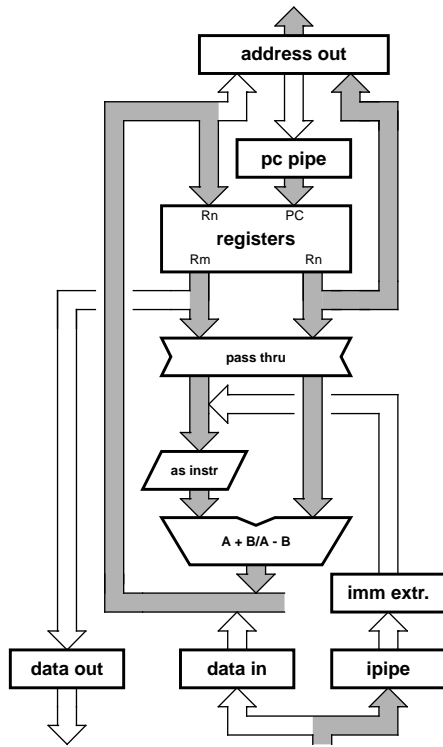 address out
pc pipe
Rn PC
registers
Rm Rn
pass thru
as instr
A + B/A - B
imm extr.
data out data in ipipe